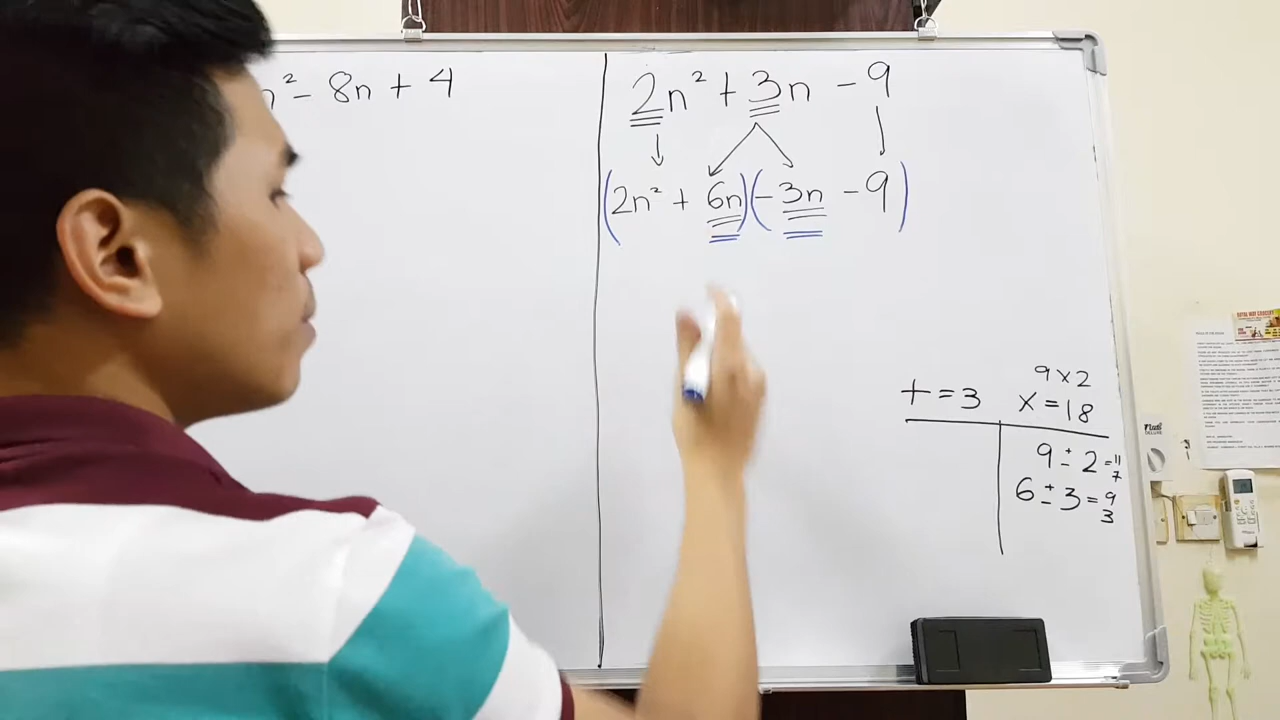 n² - 8n + 4
2n² + 3n - 9
(2n² + 6n)(-3n - 9)
+ = 3
9 x 2
x = 18
9 ± 2 = 11
7
6 ± 3 = 9
3